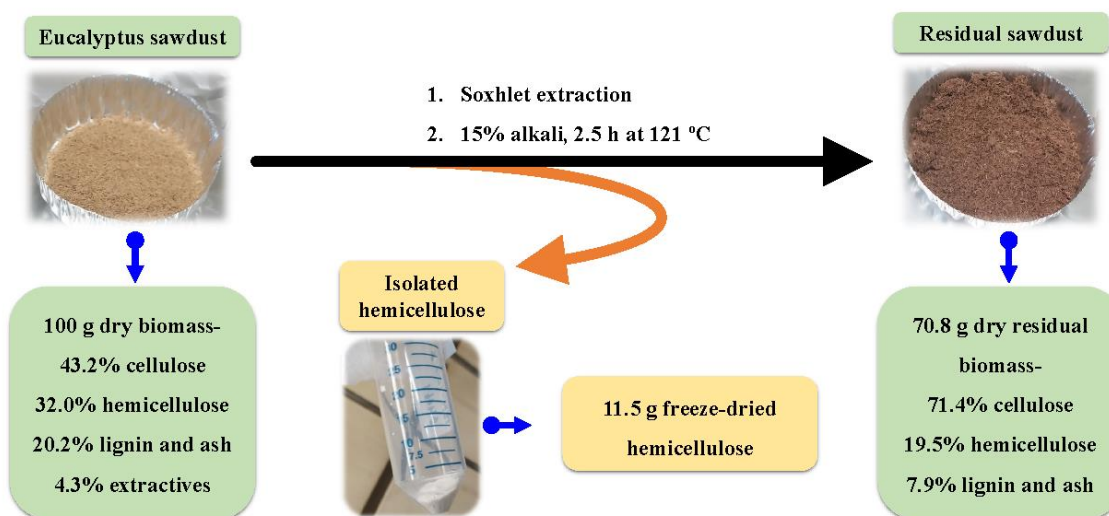 Eucalyptus sawdust
Residual sawdust
1. Soxhlet extraction
2. 15% alkali, 2.5 h at 121 ºC
Isolated
hemicellulose
100 g dry biomass-
43.2% cellulose
32.0% hemicellulose
20.2% lignin and ash
4.3% extractives
11.5 g freeze-dried
hemicellulose
70.8 g dry residual
biomass-
71.4% cellulose
19.5% hemicellulose
7.9% lignin and ash